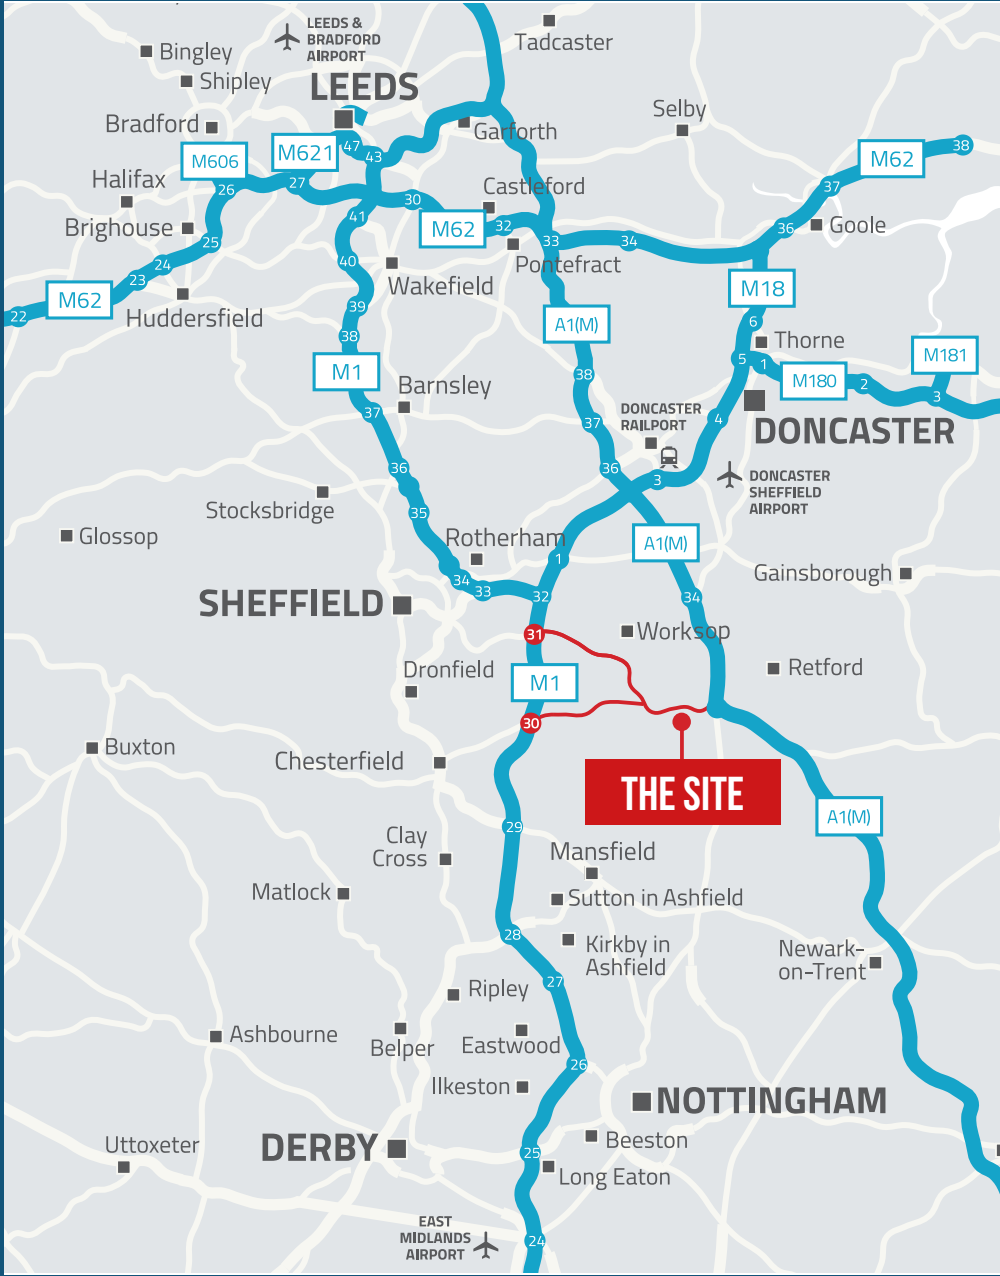 LEEDS &
BRADFORD
AIRPORT
Tadcaster
Bingley
Shipley
LEEDS
Selby
Bradford
Garforth
M606
M621
47
43
M62
38
Halifax
26
27
30
Castleford
37
Brighouse
41
M62
32
33
34
36
Goole
25
24
40
Pontefract
23
Wakefield
M62
M18
22
Huddersfield
39
A1(M)
6
38
Thorne
M181
5
1
M1
38
M180
2
3
Barnsley
37
37
DONCASTER
RAILPORT
4
DONCASTER
36
36
3
DONCASTER
SHEFFIELD
AIRPORT
Stocksbridge
35
Glossop
Rotherham
A1(M)
1
Gainsborough
34
33
32
34
SHEFFIELD
31
Worksop
Dronfield
Retford
M1
30
Buxton
Chesterfield
THE SITE
29
A1(M)
Clay
Cross
Mansfield
Matlock
Sutton in Ashfield
28
Kirkby in
Ashfield
Newark-
on-Trent
27
Ripley
Ashbourne
Belper
Eastwood
26
Ilkeston
NOTTINGHAM
Uttoxeter
DERBY
25
Beeston
Long Eaton
EAST
MIDLANDS
AIRPORT
24